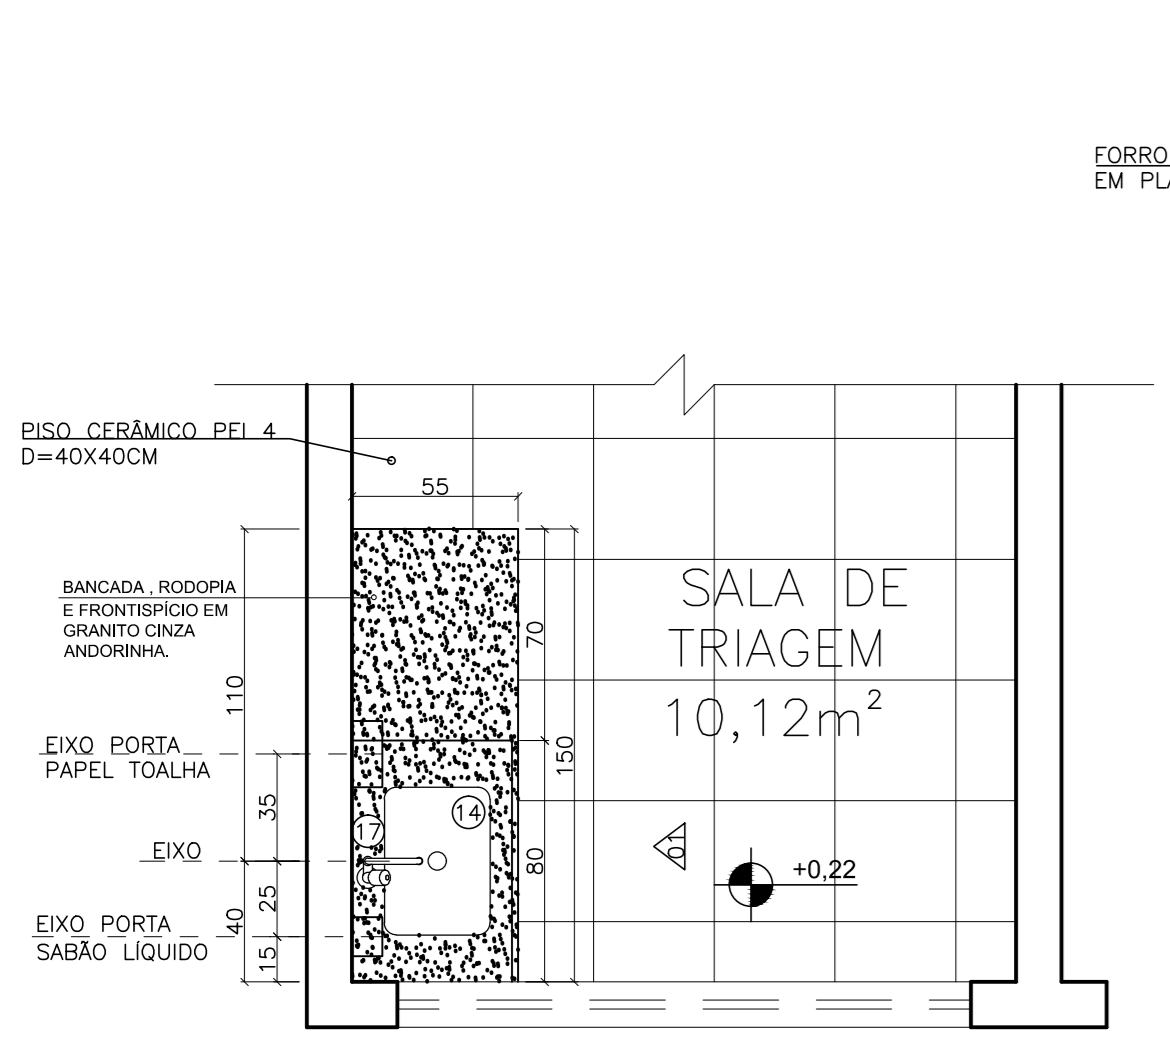 FORRO
EM PLA
PISO CERÂMICO PEI 4
D=40X40CM
55
BANCADA , RODOPIA
E FRONTISPÍCIO EM
GRANITO CINZA
ANDORINHA.
SALA DE
TRIAGEM
10,12m²
70
110
150
EIXO PORTA
PAPEL TOALHA
35
14
17
EIXO
01
80
+0,22
25
40
EIXO PORTA
SABÃO LÍQUIDO
15